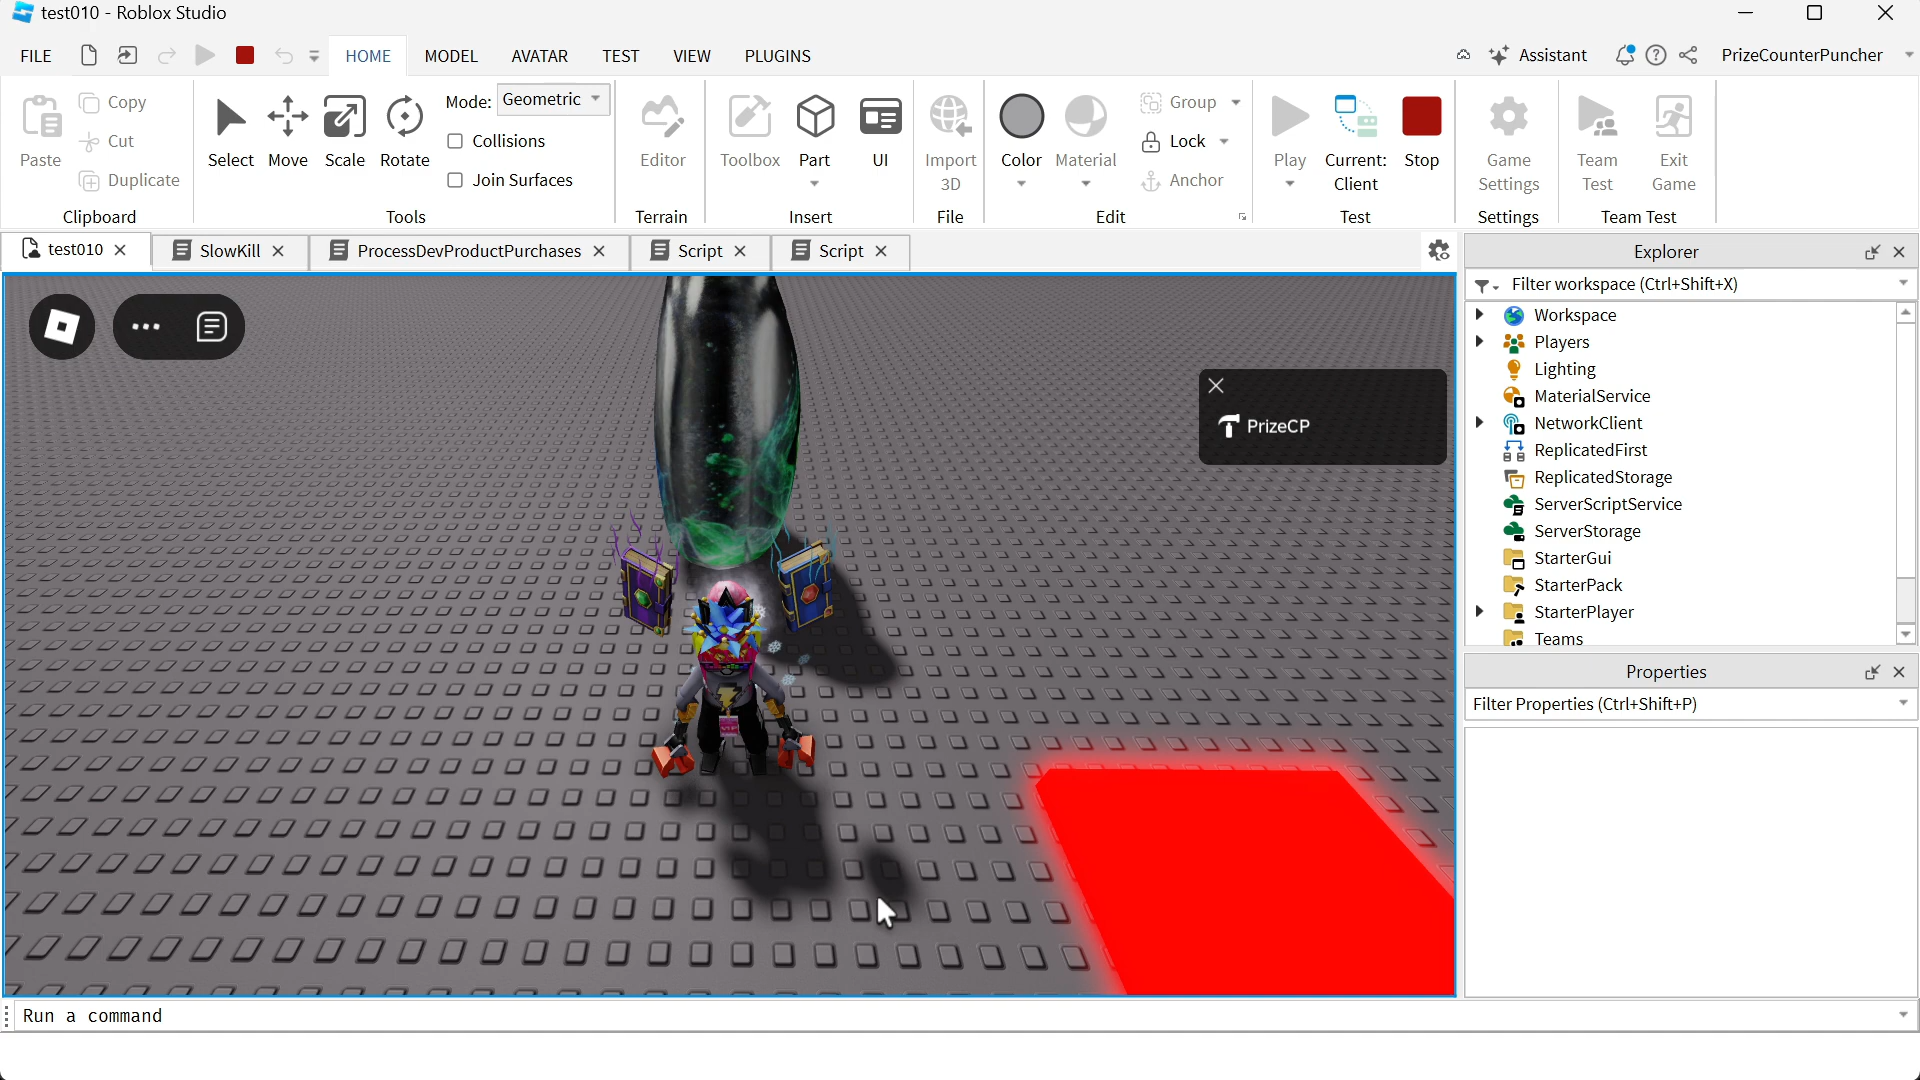 test010 - Roblox Studio
FILE
HOME
MODEL
AVATAR
TEST
VIEW
PLUGINS
Assistant
PrizeCounterPuncher
Paste
Copy
Cut
Duplicate
Clipboard
Select
Move
Scale
Rotate
Mode: Geometric
Collisions
Join Surfaces
Tools
Editor
Terrain
Toolbox
Part
UI
Insert
Import
3D
File
Color
Material
Group
Lock
Anchor
Edit
Play
Current:
Client
Stop
Test
Game
Settings
Settings
Team
Test
Exit
Game
Team Test
test010
SlowKill
ProcessDevProductPurchases
Script
Script
PrizeCP
Explorer
Filter workspace (Ctrl+Shift+X)
Workspace
Players
Lighting
MaterialService
NetworkClient
ReplicatedFirst
ReplicatedStorage
ServerScriptService
ServerStorage
StarterGui
StarterPack
StarterPlayer
Teams
Properties
Filter Properties (Ctrl+Shift+P)
Run a command